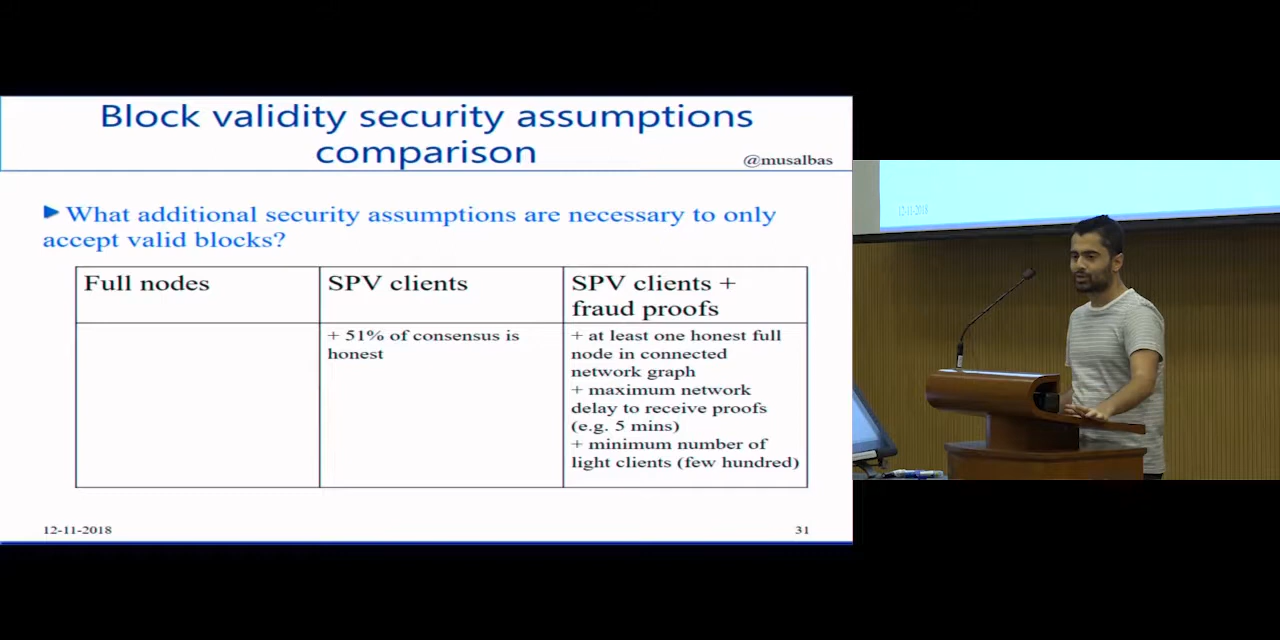 Block validity security assumptions
comparison
@musalbas
What additional security assumptions are necessary to only
accept valid blocks?
Full nodes
SPV clients
SPV clients +
fraud proofs
+ 51% of consensus is
honest
+ at least one honest full
node in connected
network graph
+ maximum network
delay to receive proofs
(e.g. 5 mins)
+ minimum number of
light clients (few hundred)
12-11-2018
31
12-11-2018